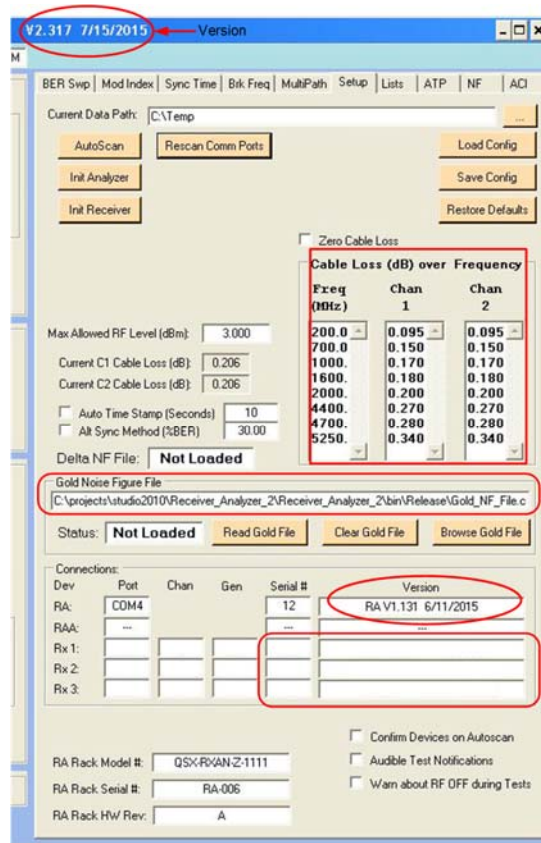 V2.317 7/15/2015 Version
M
BER Swp Mod Index Sync Time Brk Freq MultiPath Setup Lists ATP NF ACI
Current Data Path: C:\Temp ...
AutoScan Rescan Comm Ports Load Config
Init Analyzer Save Config
Init Receiver Restore Defaults
Zero Cable Loss
Cable Loss (dB) over Frequency
Freq (MHz) Chan 1 Chan 2
200.0 0.095 0.095
700.0 0.150 0.150
1000. 0.170 0.170
1600. 0.180 0.180
2000. 0.200 0.200
4400. 0.270 0.270
4700. 0.280 0.280
5250. 0.340 0.340
Max Allowed RF Level (dBm): 3.000
Current C1 Cable Loss (dB): 0.206
Current C2 Cable Loss (dB): 0.206
Auto Time Stamp (Seconds) 10
Alt Sync Method (%BER) 30.00
Delta NF File: Not Loaded
Gold Noise Figure File
C:\projects\studio2010\Receiver_Analyzer_2\Receiver_Analyzer_2\bin\Release\Gold_NF_File.c
Status: Not Loaded Read Gold File Clear Gold File Browse Gold File
Connections:
Dev Port Chan Gen Serial # Version
RA: COM4 12 RA V1.131 6/11/2015
RAA: --- --- ---
Rx 1:
Rx 2:
Rx 3:
Confirm Devices on Autoscan
Audible Test Notifications
Warn about RF OFF during Tests
RA Rack Model #: QSX-RXAN-Z-1111
RA Rack Serial #: RA-006
RA Rack HW Rev: A